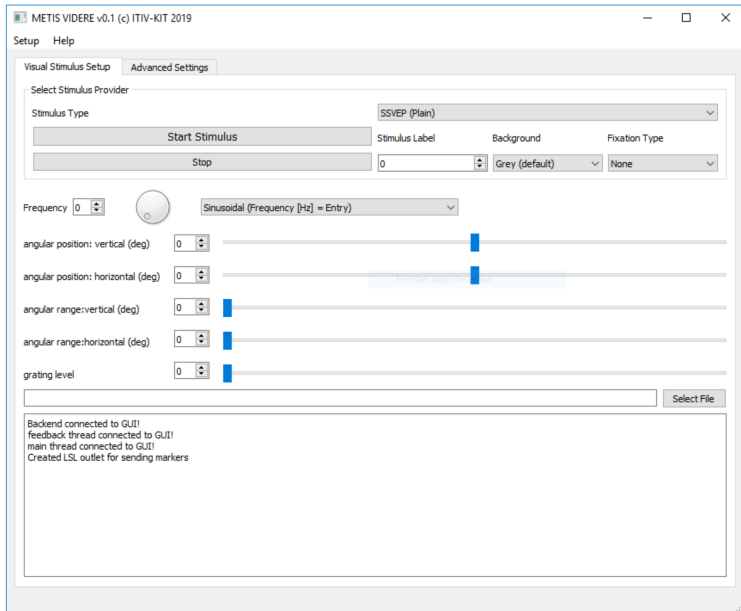 METIS VIDERE v0.1 (c) ITIV-KIT 2019
Setup Help
Visual Stimulus Setup Advanced Settings
Select Stimulus Provider
Stimulus Type SSVEP (Plain)
Start Stimulus Stimulus Label Background Fixation Type
Stop 0 Grey (default) None
Frequency 0 Sinusoidal (Frequency [Hz] = Entry)
angular position: vertical (deg) 0
angular position: horizontal (deg) 0
Fenster
angular range:vertical (deg) 0
angular range:horizontal (deg) 0
grating level 0
Select File
Backend connected to GUI!
feedback thread connected to GUI!
main thread connected to GUI!
Created LSL outlet for sending markers